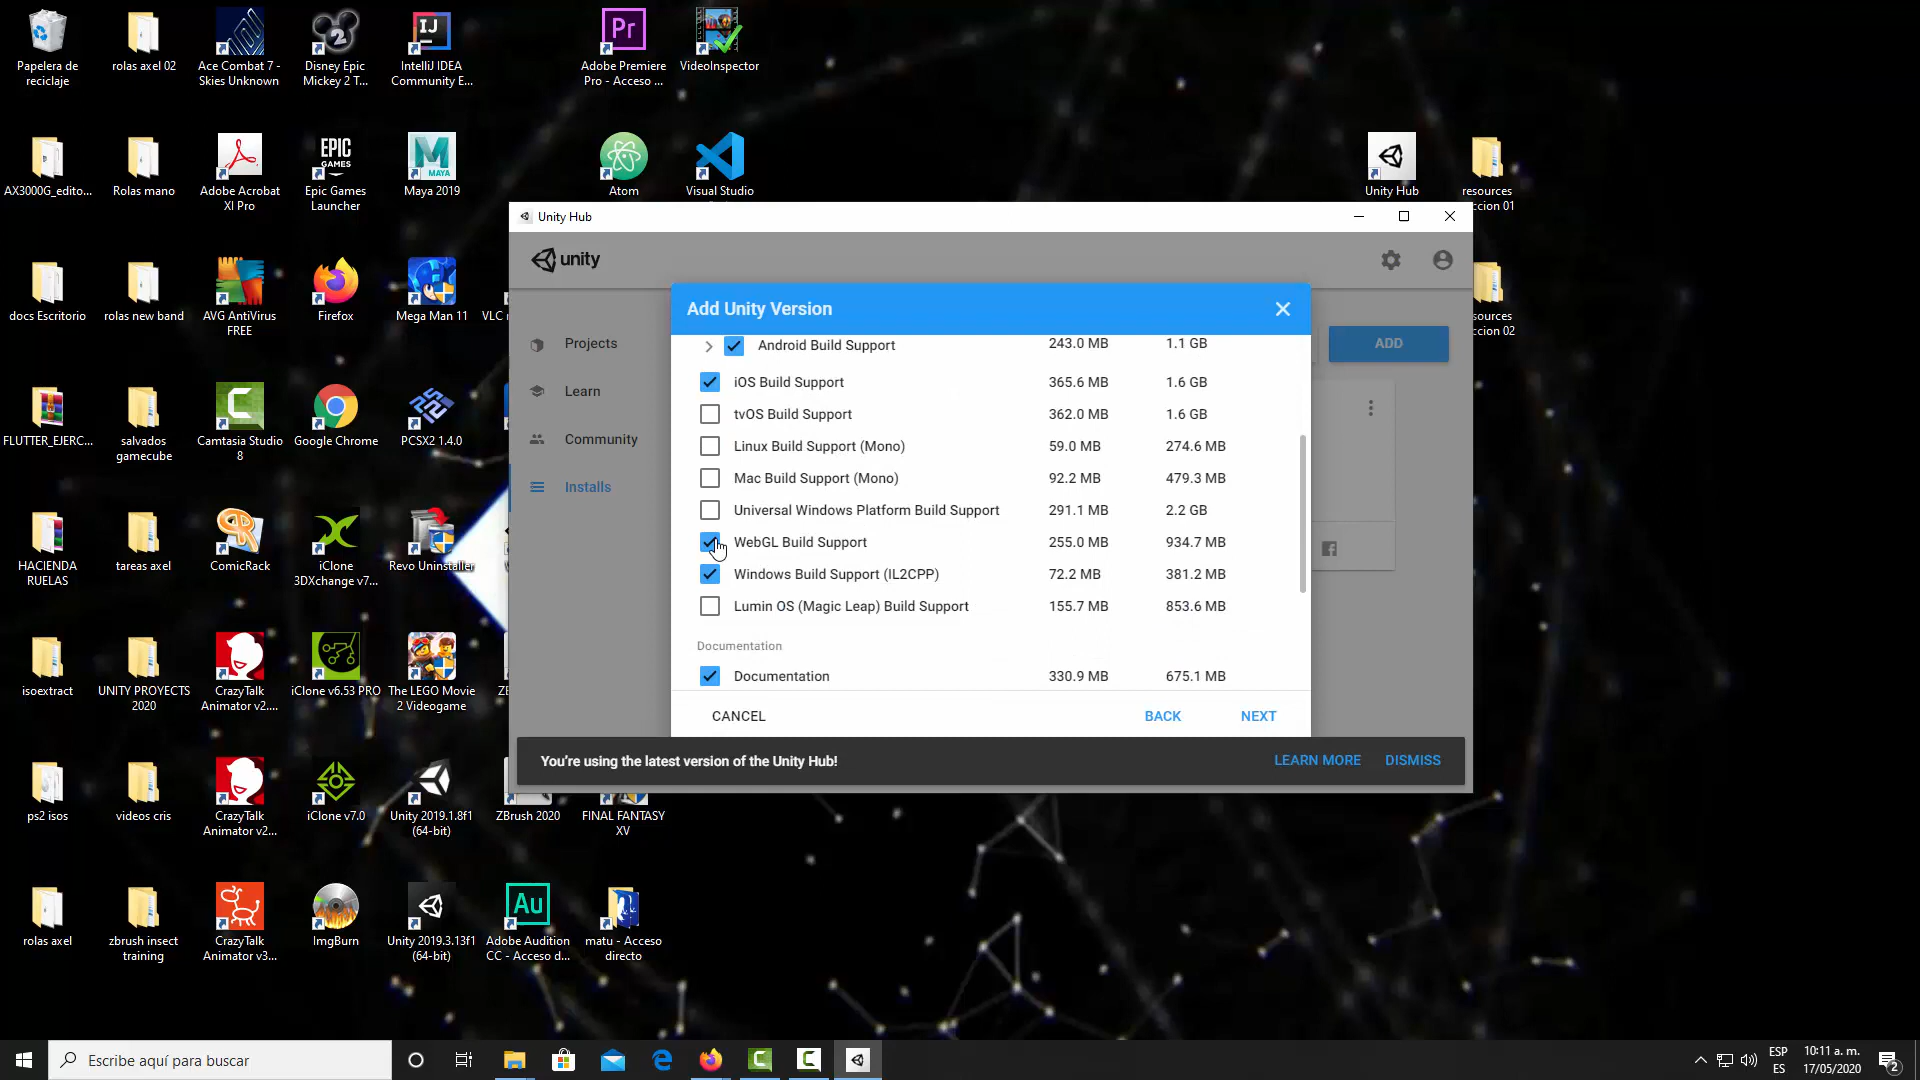 Papelera de
reciclaje
rolas axel 02
Ace Combat 7 -
Skies Unknown
Disney Epic
Mickey 2 T...
IntelliJ IDEA
Community E...
Adobe Premiere
Pro - Acceso ...
VideoInspector
AX3000G_edito...
Rolas mano
Adobe Acrobat
XI Pro
Epic Games
Launcher
Maya 2019
Atom
Visual Studio
Unity Hub
resources
ccion 01
docs Escritorio
rolas new band
AVG AntiVirus
FREE
Firefox
Mega Man 11
VLC
sources
ccion 02
FLUTTER_EJERC...
salvados
gamecube
Camtasia Studio
8
Google Chrome
PCSX2 1.4.0
HACIENDA
RUELAS
tareas axel
ComicRack
iClone
3DXchange v7...
Revo Uninstaller
isoextract
UNITY PROYECTS
2020
CrazyTalk
Animator v2....
iClone v6.53 PRO
The LEGO Movie
2 Videogame
ps2 isos
videos cris
CrazyTalk
Animator v2...
iClone v7.0
Unity 2019.1.8f1
(64-bit)
ZBrush 2020
FINAL FANTASY
XV
rolas axel
zbrush insect
training
CrazyTalk
Animator v3...
ImgBurn
Unity 2019.3.13f1
(64-bit)
Adobe Audition
CC - Acceso d...
matu - Acceso
directo
Unity Hub
unity
Projects
Learn
Community
Installs
ADD
Add Unity Version
Android Build Support 243.0 MB 1.1 GB
iOS Build Support 365.6 MB 1.6 GB
tvOS Build Support 362.0 MB 1.6 GB
Linux Build Support (Mono) 59.0 MB 274.6 MB
Mac Build Support (Mono) 92.2 MB 479.3 MB
Universal Windows Platform Build Support 291.1 MB 2.2 GB
WebGL Build Support 255.0 MB 934.7 MB
Windows Build Support (IL2CPP) 72.2 MB 381.2 MB
Lumin OS (Magic Leap) Build Support 155.7 MB 853.6 MB
Documentation
Documentation 330.9 MB 675.1 MB
CANCEL BACK NEXT
You're using the latest version of the Unity Hub! LEARN MORE DISMISS
Escribe aquí para buscar
ESP
ES
10:11 a. m.
17/05/2020
2